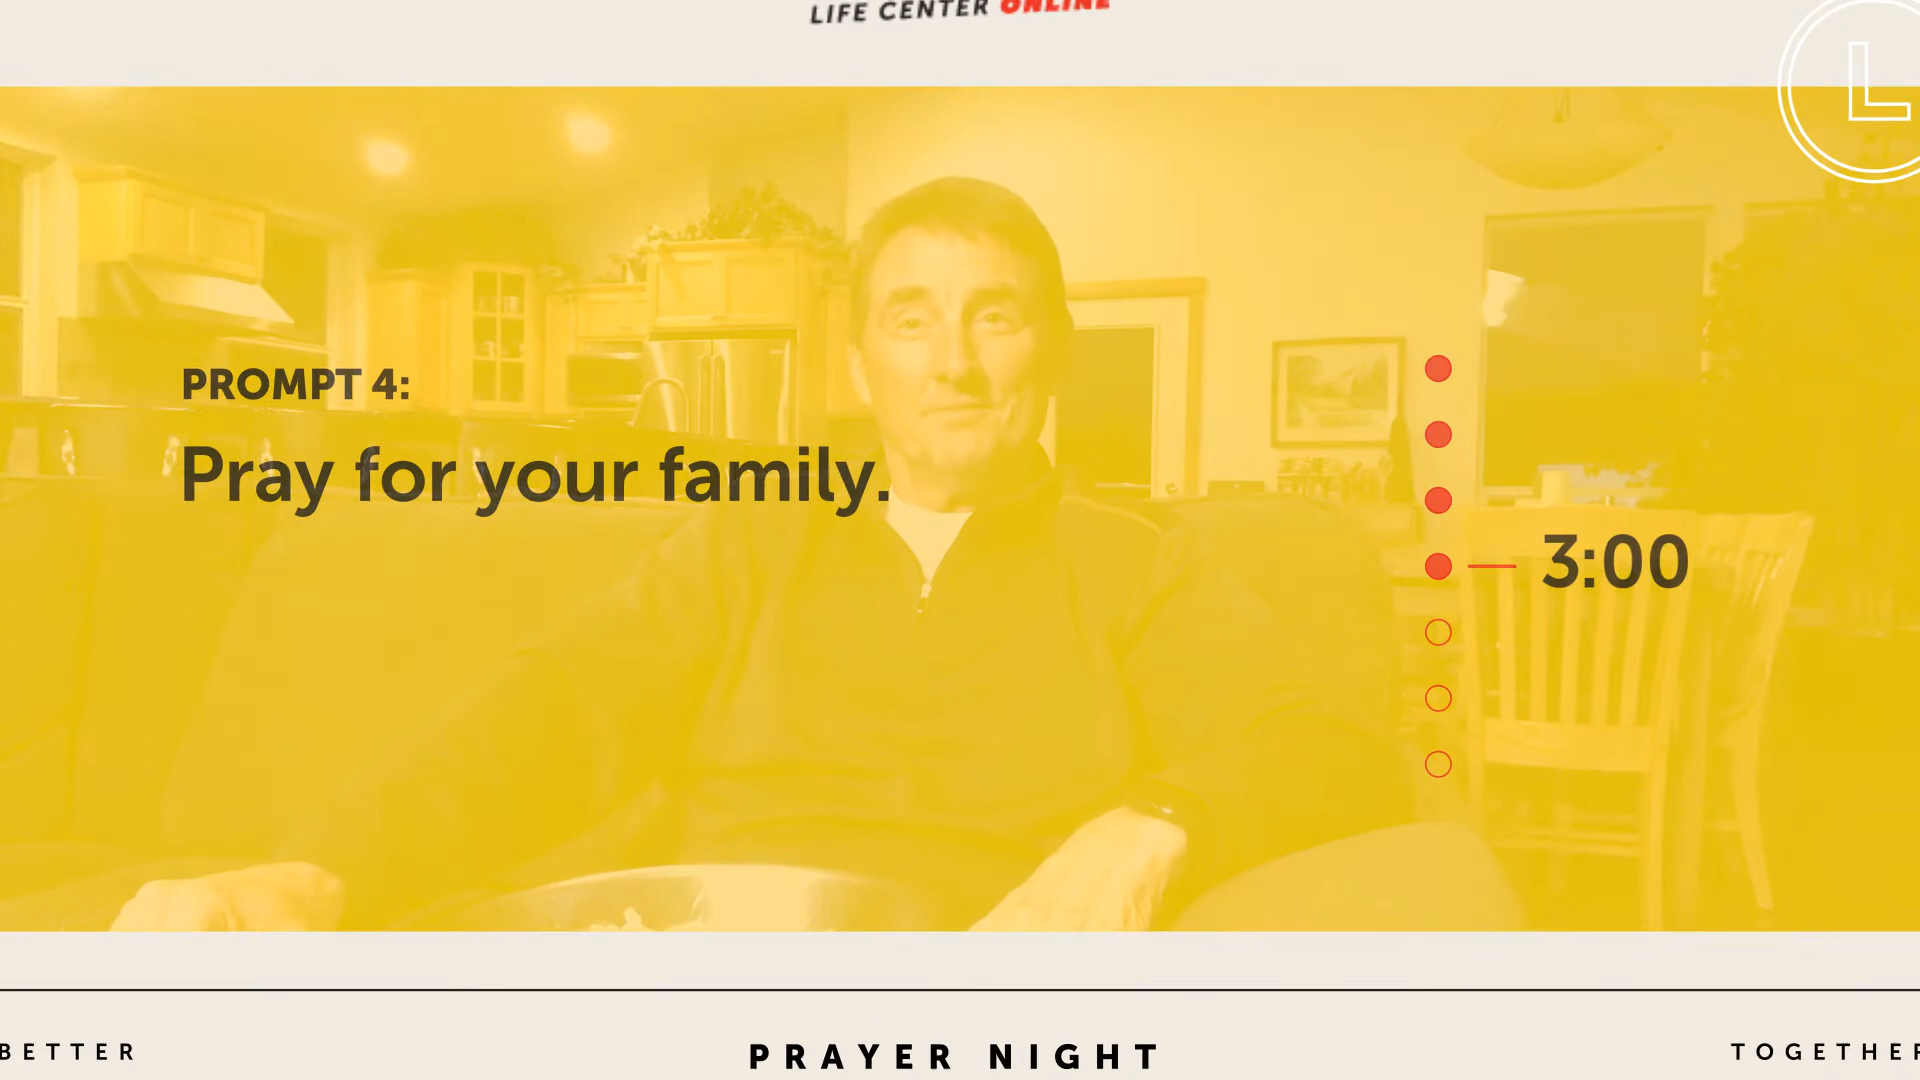 LIFE CENTER ONLINE
L
PROMPT 4:
Pray for your family.
3:00
BETTER
PRAYER NIGHT
TOGETHER